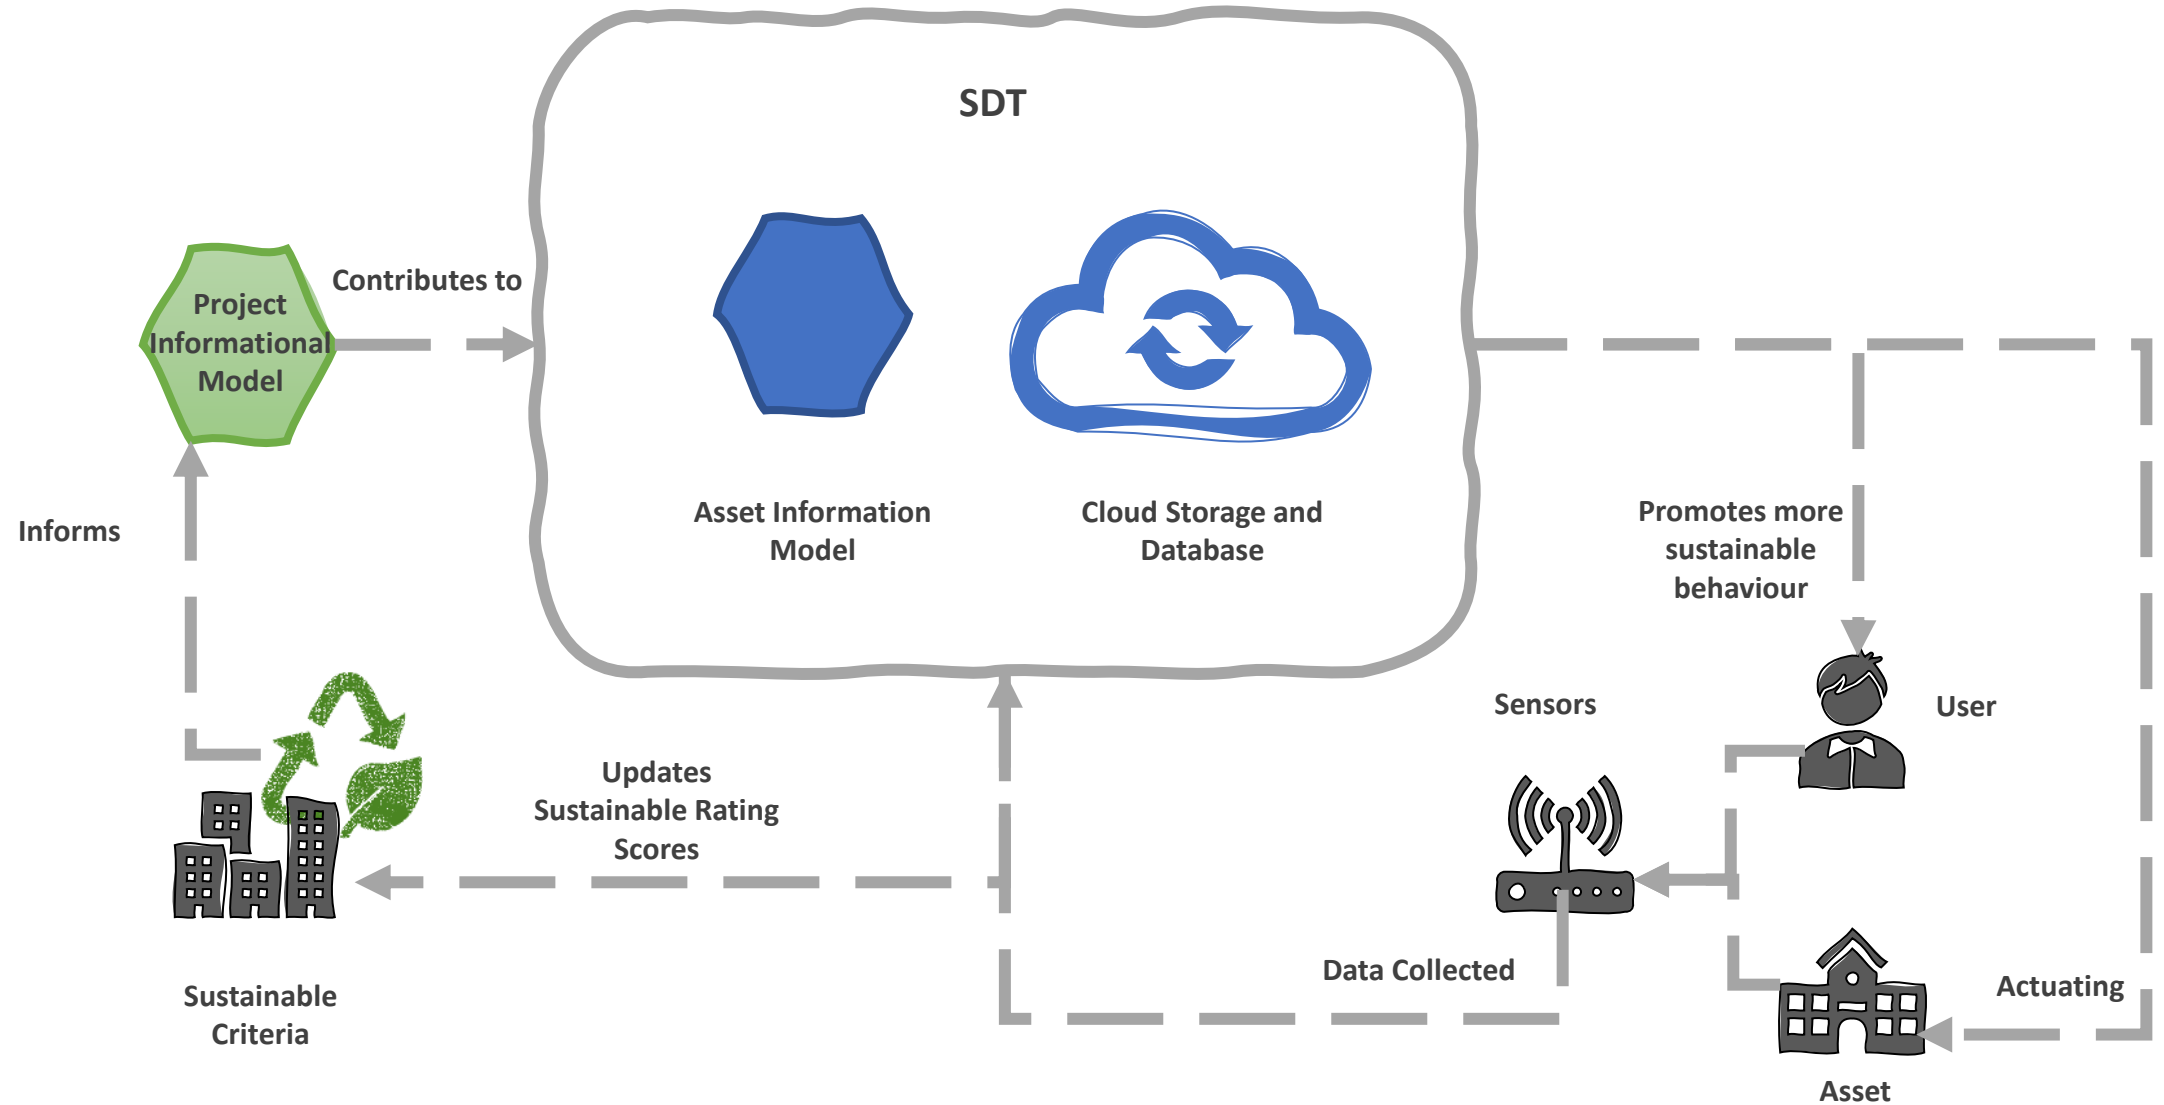 SDT
Contributes to
Project
Informational
Model
Asset Information
Model
Cloud Storage and
Database
Informs
Promotes more
sustainable
behaviour
Sensors
User
Updates
Sustainable Rating
Scores
Data Collected
Actuating
Sustainable
Criteria
Asset